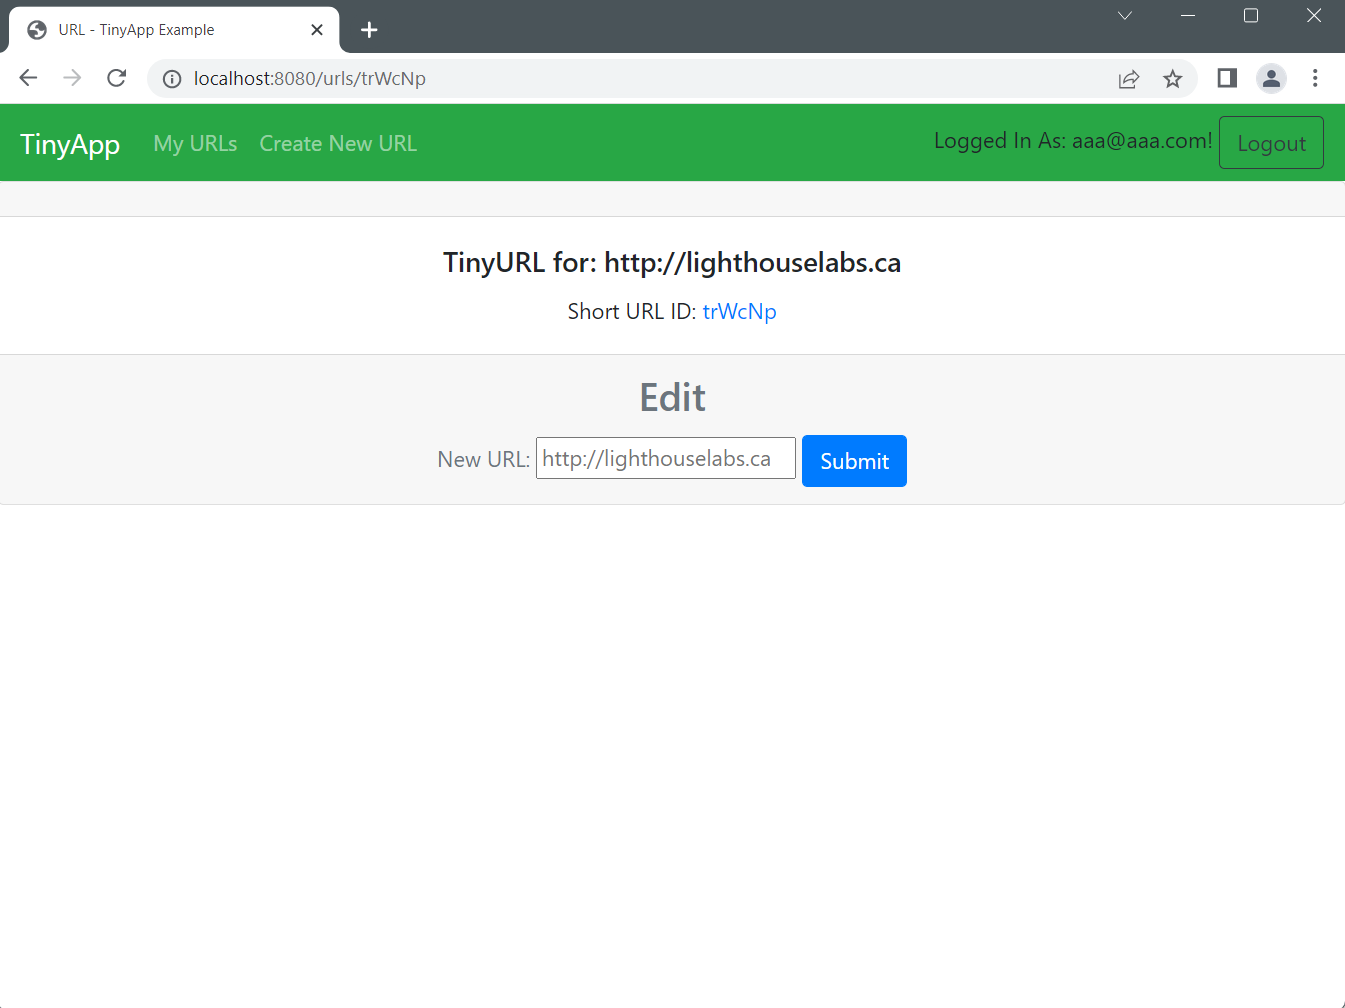 URL - TinyApp Example
localhost:8080/urls/trWcNp
TinyApp My URLs Create New URL Logged In As: aaa@aaa.com! Logout
TinyURL for: http://lighthouselabs.ca
Short URL ID: trWcNp
Edit
New URL: http://lighthouselabs.ca Submit